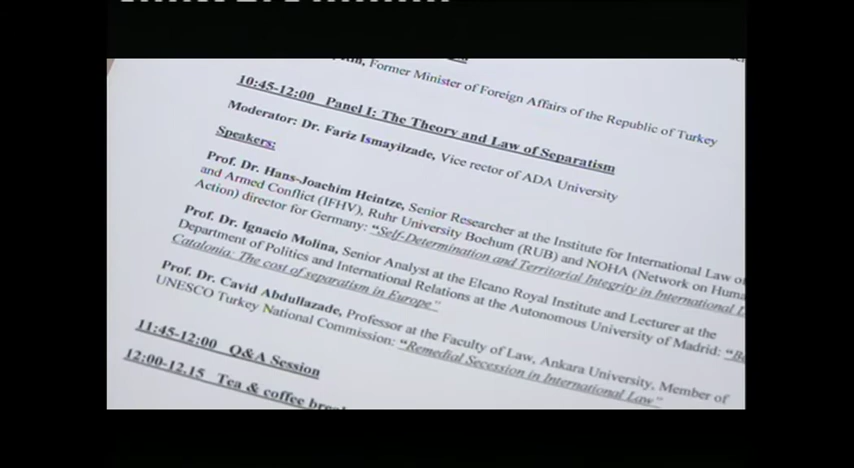 Former Minister of Foreign Affairs of the Republic of Turkey
10:45-12:00 Panel I: The Theory and Law of Separatism
Moderator: Dr. Fariz Ismayilzade, Vice rector of ADA University
Speakers:
Prof. Dr. Hans-Joachim Heintze, Senior Researcher at the Institute for International Law of
and Armed Conflict (IFHV), Ruhr University Bochum (RUB) and NOHA (Network on Huma
Action) director for Germany: “Self-Determination and Territorial Integrity in International L
Prof. Dr. Ignacio Molina, Senior Analyst at the Elcano Royal Institute and Lecturer at the
Department of Politics and International Relations at the Autonomous University of Madrid: “B
Catalonia: The cost of separatism in Europe”
Prof. Dr. Cavid Abdullazade, Professor at the Faculty of Law, Ankara University, Member of
UNESCO Turkey National Commission: “Remedial Secession in International Law”
11:45-12:00 Q&A Session
12:00-12.15 Tea & coffee break